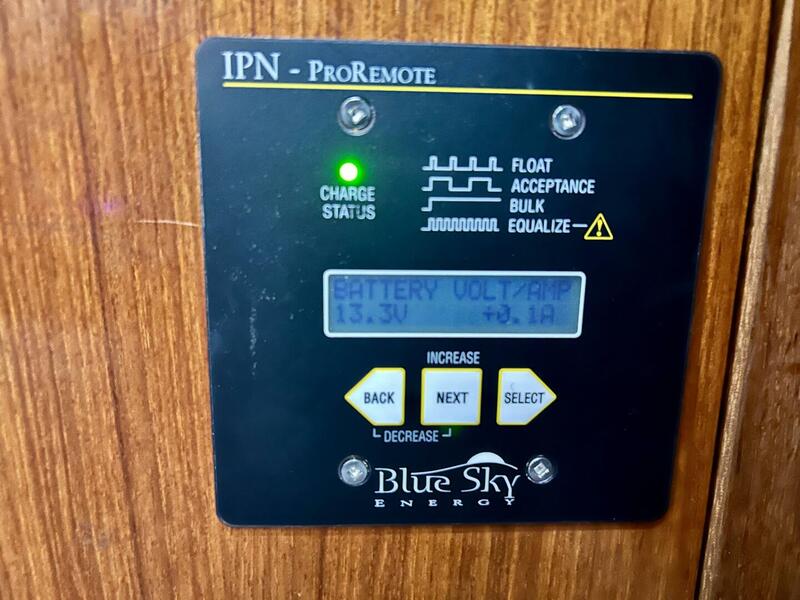 IPN - PROREMOTE
CHARGE
STATUS
FLOAT
ACCEPTANCE
BULK
EQUALIZE
BATTERY VOLT/AMP
13.3V +0.1A
INCREASE
BACK NEXT SELECT
DECREASE
Blue Sky
ENERGY